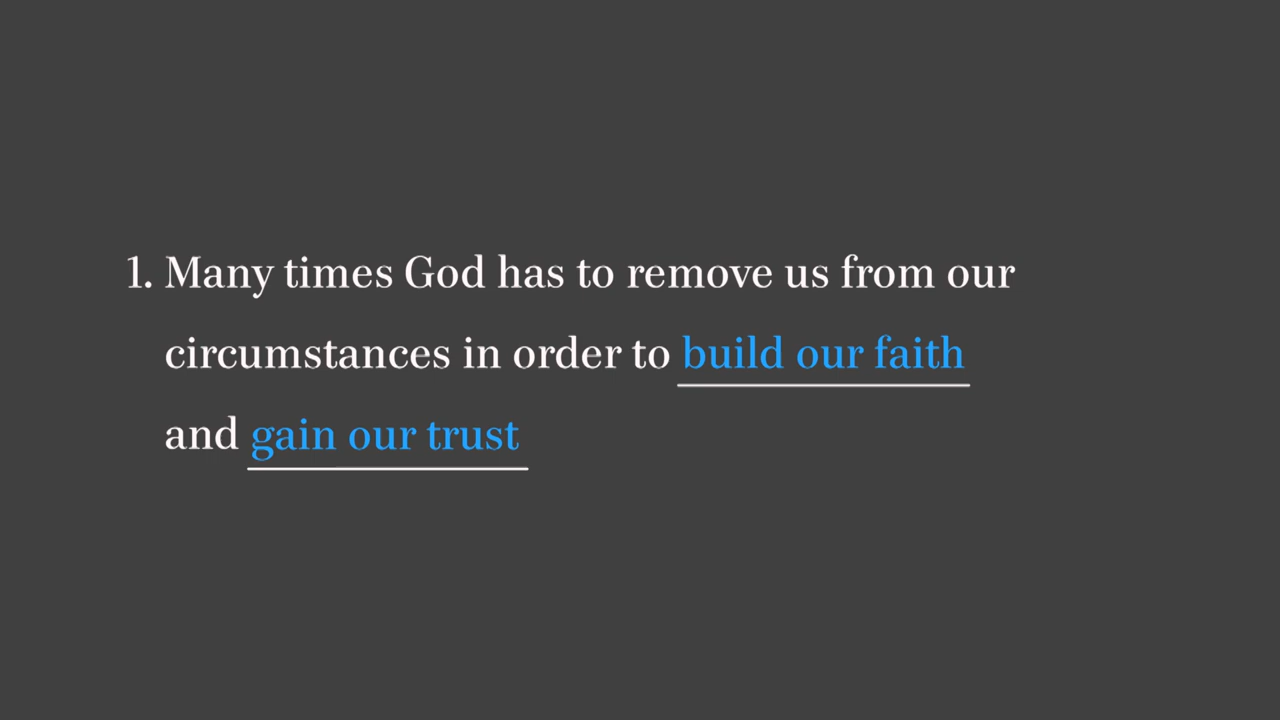 1. Many times God has to remove us from our
circumstances in order to build our faith
and gain our trust